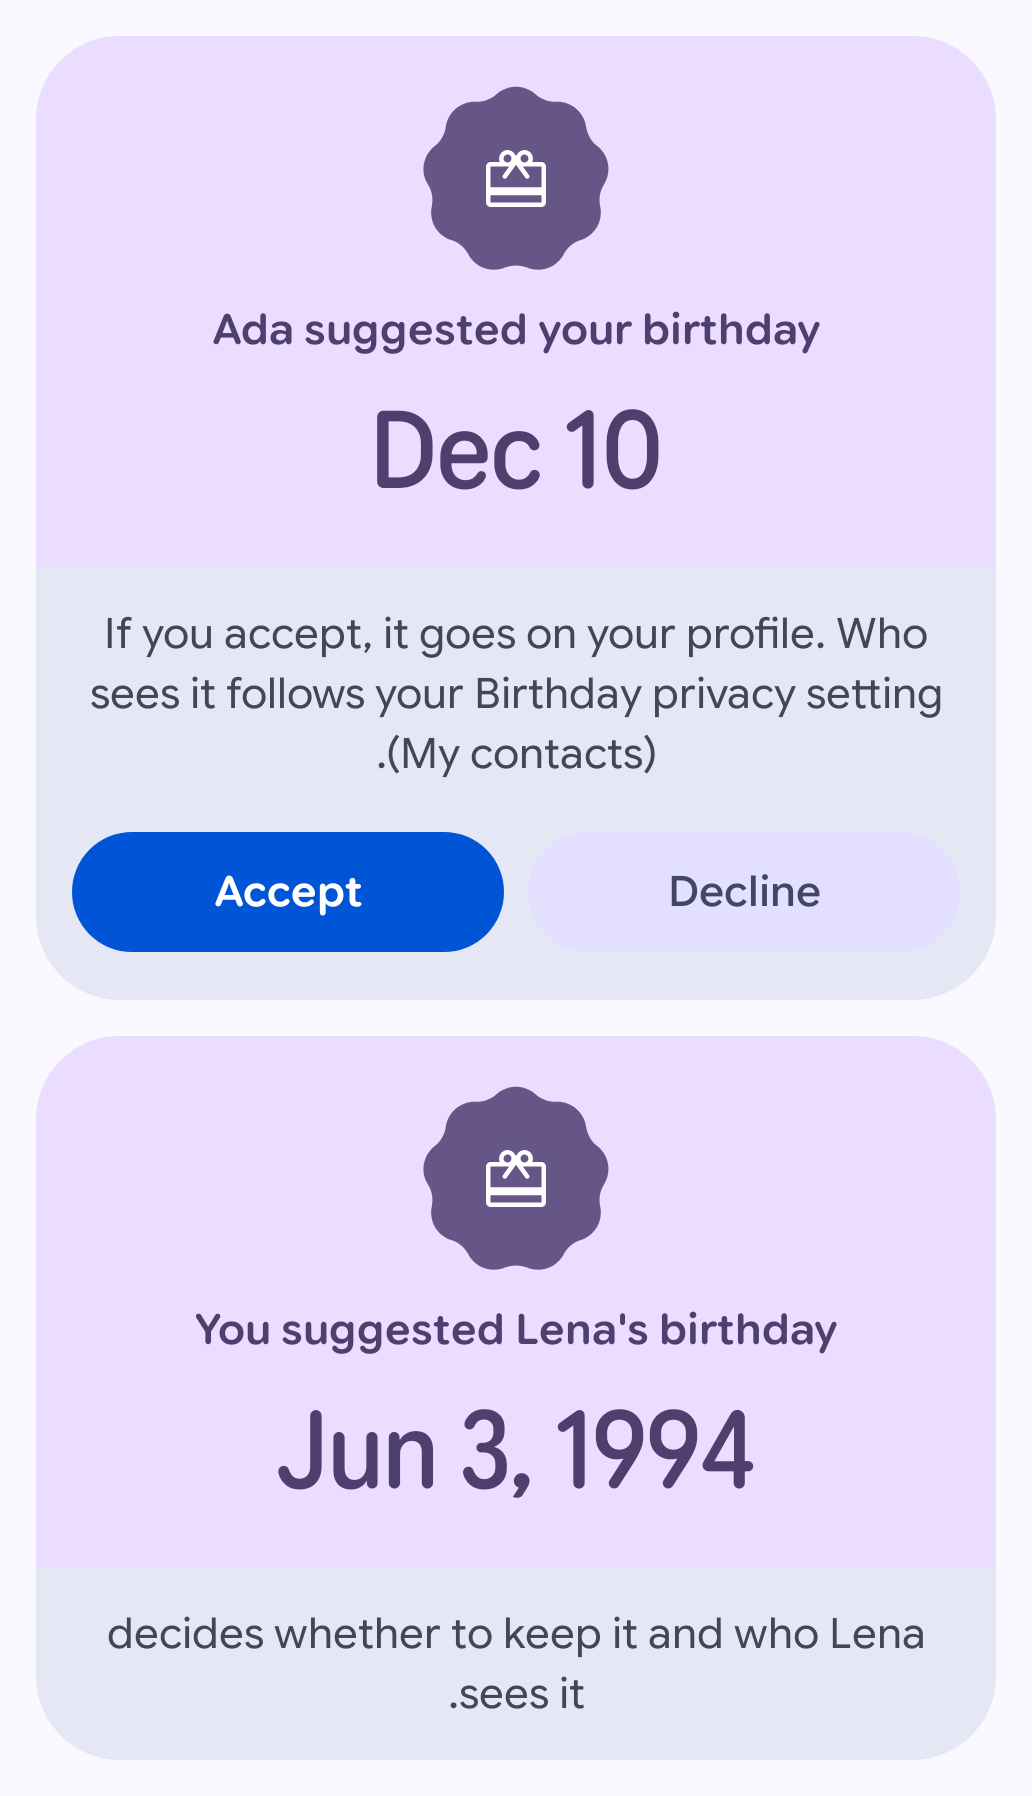 Ada suggested your birthday
Dec 10
If you accept, it goes on your profile. Who
sees it follows your Birthday privacy setting
.(My contacts)
Accept
Decline
You suggested Lena's birthday
Jun 3, 1994
decides whether to keep it and who Lena
.sees it